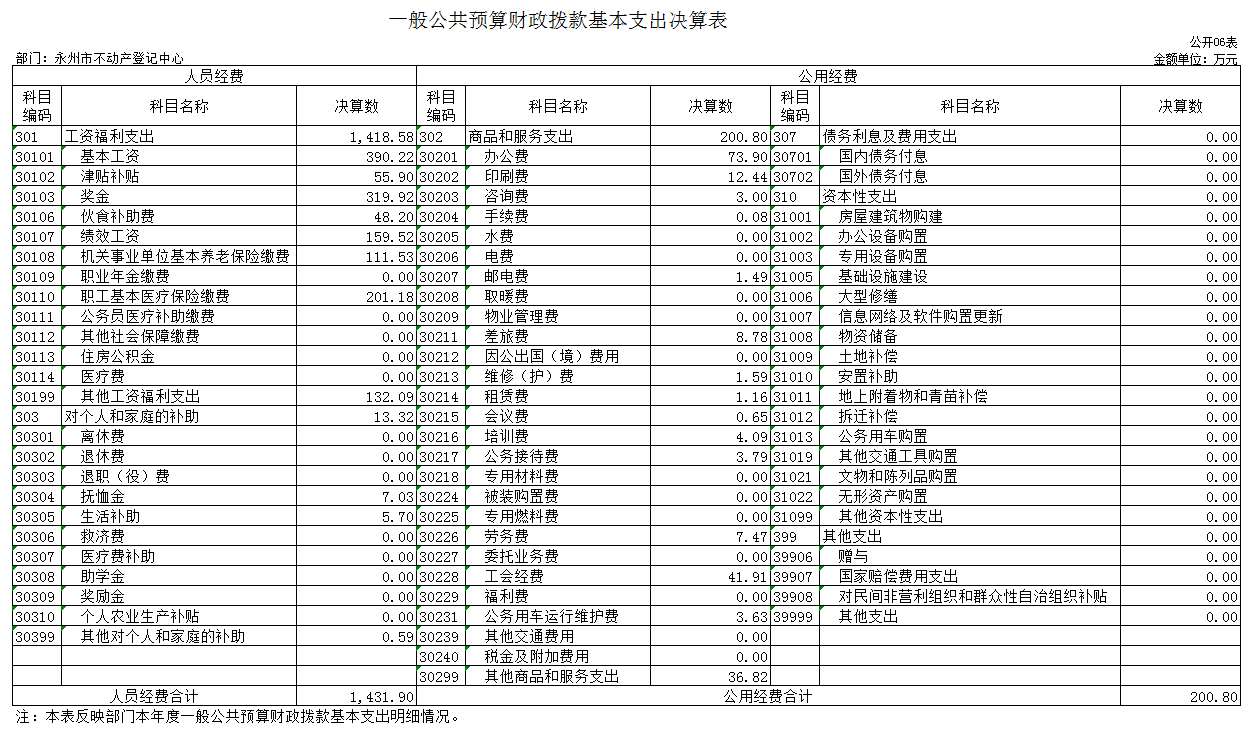 一般公共预算财政拨款基本支出决算表
公开06表
部门：永州市不动产登记中心 金额单位：万元
人员经费 公用经费
科目编码 科目名称 决算数 科目编码 科目名称 决算数 科目编码 科目名称 决算数
301 工资福利支出 1,418.58 302 商品和服务支出 200.80 307 债务利息及费用支出 0.00
30101 基本工资 390.22 30201 办公费 73.90 30701 国内债务付息 0.00
30102 津贴补贴 55.90 30202 印刷费 12.44 30702 国外债务付息 0.00
30103 奖金 319.92 30203 咨询费 3.00 310 资本性支出 0.00
30106 伙食补助费 48.20 30204 手续费 0.08 31001 房屋建筑物购建 0.00
30107 绩效工资 159.52 30205 水费 0.00 31002 办公设备购置 0.00
30108 机关事业单位基本养老保险缴费 111.53 30206 电费 0.00 31003 专用设备购置 0.00
30109 职业年金缴费 0.00 30207 邮电费 1.49 31005 基础设施建设 0.00
30110 职工基本医疗保险缴费 201.18 30208 取暖费 0.00 31006 大型修缮 0.00
30111 公务员医疗补助缴费 0.00 30209 物业管理费 0.00 31007 信息网络及软件购置更新 0.00
30112 其他社会保障缴费 0.00 30211 差旅费 8.78 31008 物资储备 0.00
30113 住房公积金 0.00 30212 因公出国（境）费用 0.00 31009 土地补偿 0.00
30114 医疗费 0.00 30213 维修（护）费 1.59 31010 安置补助 0.00
30199 其他工资福利支出 132.09 30214 租赁费 1.16 31011 地上附着物和青苗补偿 0.00
303 对个人和家庭的补助 13.32 30215 会议费 0.65 31012 拆迁补偿 0.00
30301 离休费 0.00 30216 培训费 4.09 31013 公务用车购置 0.00
30302 退休费 0.00 30217 公务接待费 3.79 31019 其他交通工具购置 0.00
30303 退职（役）费 0.00 30218 专用材料费 0.00 31021 文物和陈列品购置 0.00
30304 抚恤金 7.03 30224 被装购置费 0.00 31022 无形资产购置 0.00
30305 生活补助 5.70 30225 专用燃料费 0.00 31099 其他资本性支出 0.00
30306 救济费 0.00 30226 劳务费 7.47 399 其他支出 0.00
30307 医疗费补助 0.00 30227 委托业务费 0.00 39906 赠与 0.00
30308 助学金 0.00 30228 工会经费 41.91 39907 国家赔偿费用支出 0.00
30309 奖励金 0.00 30229 福利费 0.00 39908 对民间非营利组织和群众性自治组织补贴 0.00
30310 个人农业生产补贴 0.00 30231 公务用车运行维护费 3.63 39999 其他支出 0.00
30399 其他对个人和家庭的补助 0.59 30239 其他交通费用 0.00
30240 税金及附加费用 0.00
30299 其他商品和服务支出 36.82
人员经费合计 1,431.90 公用经费合计 200.80
注：本表反映部门本年度一般公共预算财政拨款基本支出明细情况。